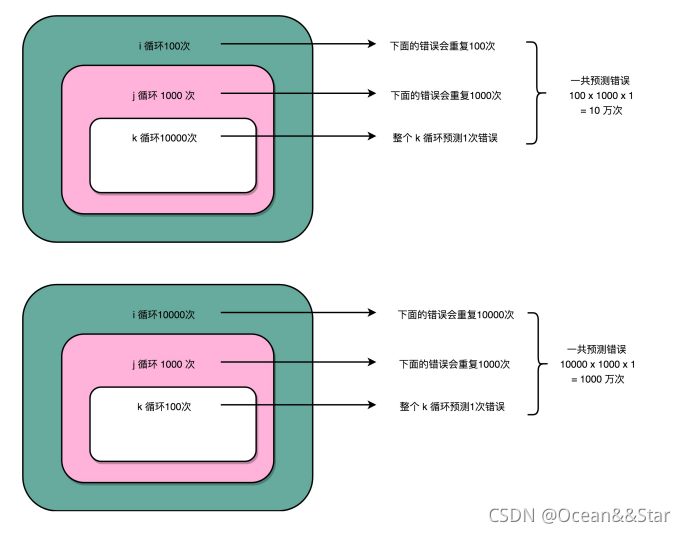 i 循环100次
下面的错误会重复100次
j 循环 1000 次
下面的错误会重复1000次
k 循环10000次
整个 k 循环预测1次错误
一共预测错误
100 x 1000 x 1
= 10 万次
i 循环10000次
下面的错误会重复10000次
j 循环 1000 次
下面的错误会重复1000次
k 循环100次
整个 k 循环预测1次错误
一共预测错误
10000 x 1000 x 1
= 1000 万次
CSDN @Ocean&&Star